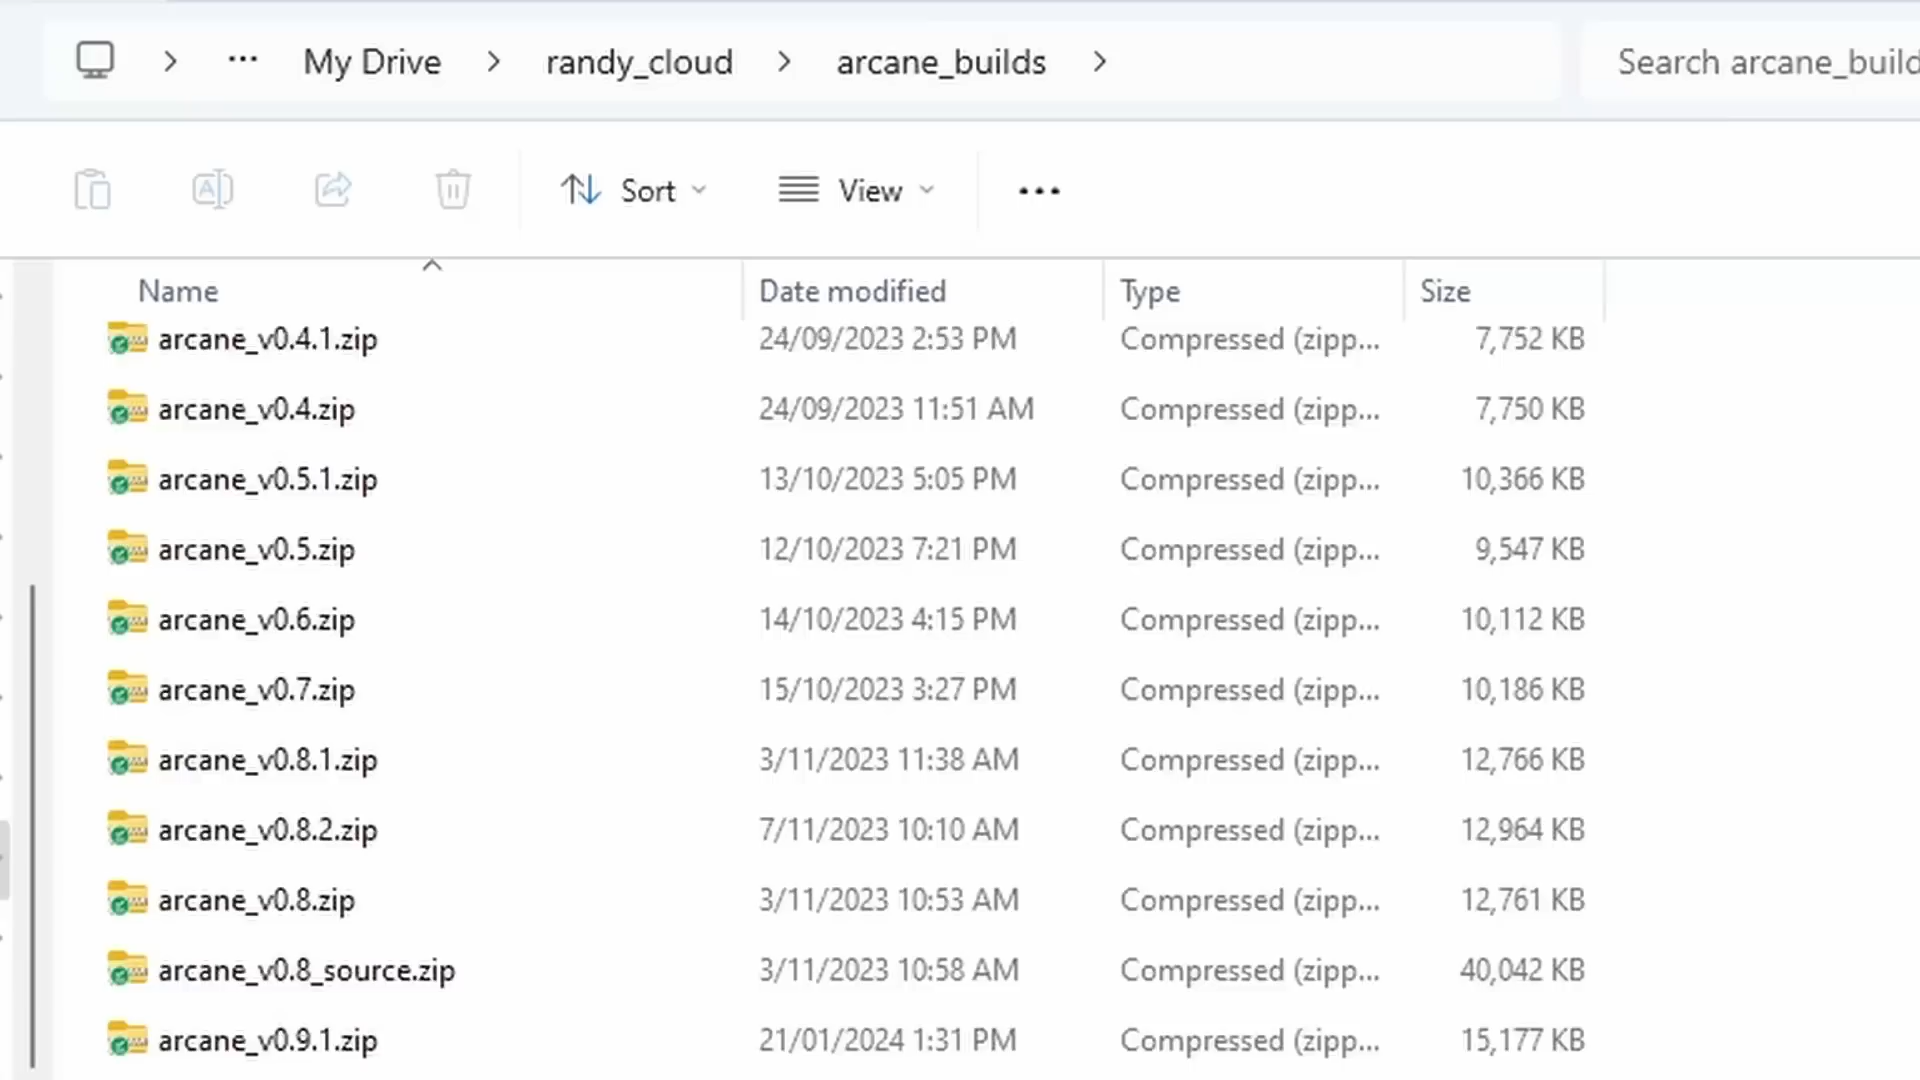 My Drive randy_cloud arcane_builds Search arcane_build
Sort View
Name Date modified Type Size
arcane_v0.4.1.zip 24/09/2023 2:53 PM Compressed (zipp... 7,752 KB
arcane_v0.4.zip 24/09/2023 11:51 AM Compressed (zipp... 7,750 KB
arcane_v0.5.1.zip 13/10/2023 5:05 PM Compressed (zipp... 10,366 KB
arcane_v0.5.zip 12/10/2023 7:21 PM Compressed (zipp... 9,547 KB
arcane_v0.6.zip 14/10/2023 4:15 PM Compressed (zipp... 10,112 KB
arcane_v0.7.zip 15/10/2023 3:27 PM Compressed (zipp... 10,186 KB
arcane_v0.8.1.zip 3/11/2023 11:38 AM Compressed (zipp... 12,766 KB
arcane_v0.8.2.zip 7/11/2023 10:10 AM Compressed (zipp... 12,964 KB
arcane_v0.8.zip 3/11/2023 10:53 AM Compressed (zipp... 12,761 KB
arcane_v0.8_source.zip 3/11/2023 10:58 AM Compressed (zipp... 40,042 KB
arcane_v0.9.1.zip 21/01/2024 1:31 PM Compressed (zipp... 15,177 KB